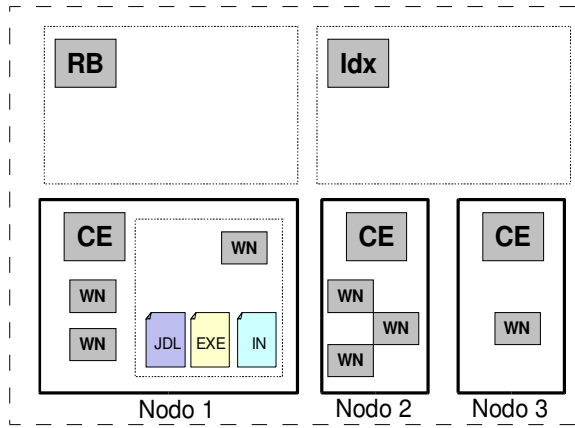 RB
Idx
CE
WN
WN
WN
JDL
EXE
IN
Nodo 1
CE
WN
WN
WN
Nodo 2
CE
WN
Nodo 3